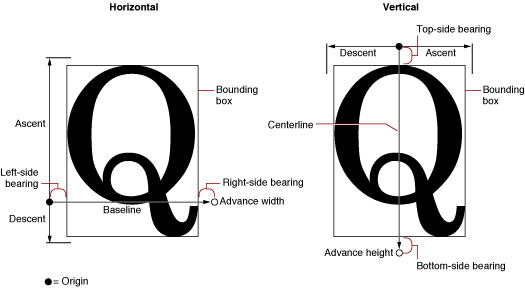 Horizontal
Ascent
Left-side
bearing
Descent
Baseline
Bounding
box
Right-side bearing
Advance width
= Origin
Vertical
Top-side bearing
Descent
Ascent
Bounding
box
Centerline
Advance height
Bottom-side bearing
Q
Q